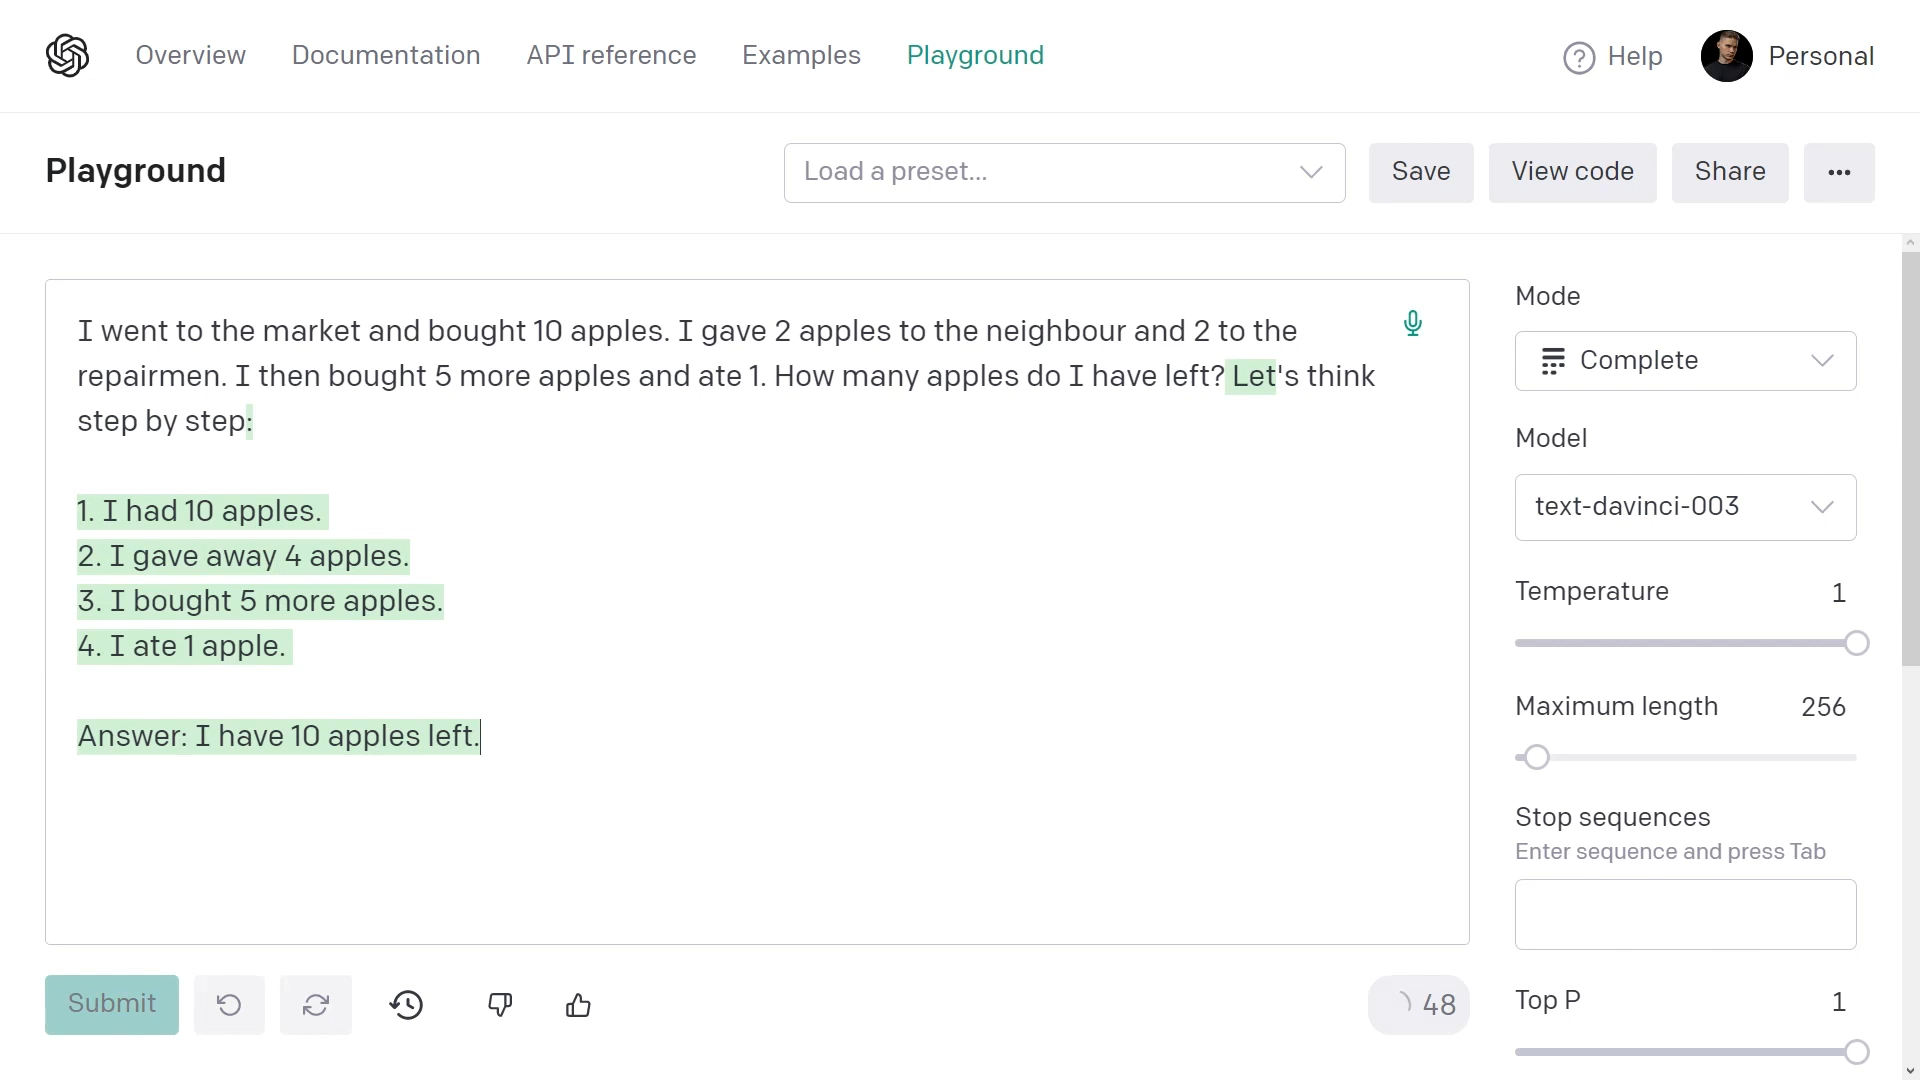 Overview Documentation API reference Examples Playground Help Personal
Playground Load a preset... Save View code Share •••
I went to the market and bought 10 apples. I gave 2 apples to the neighbour and 2 to the
repairmen. I then bought 5 more apples and ate 1. How many apples do I have left? Let's think
step by step:
1. I had 10 apples.
2. I gave away 4 apples.
3. I bought 5 more apples.
4. I ate 1 apple.
Answer: I have 10 apples left.
Submit
48
Mode
Complete
Model
text-davinci-003
Temperature 1
Maximum length 256
Stop sequences
Enter sequence and press Tab
Top P 1